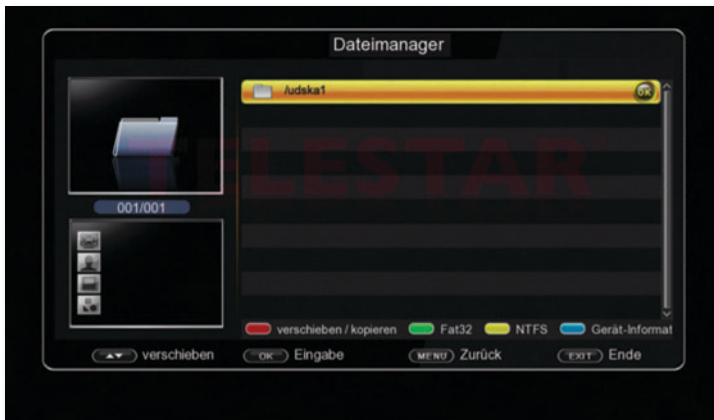 Dateimanager
/udska1
OK
TELESTAR
001/001
verschieben / kopieren Fat32 NTFS Gerät-Informat
verschieben OK Eingabe MENU Zurück EXIT Ende